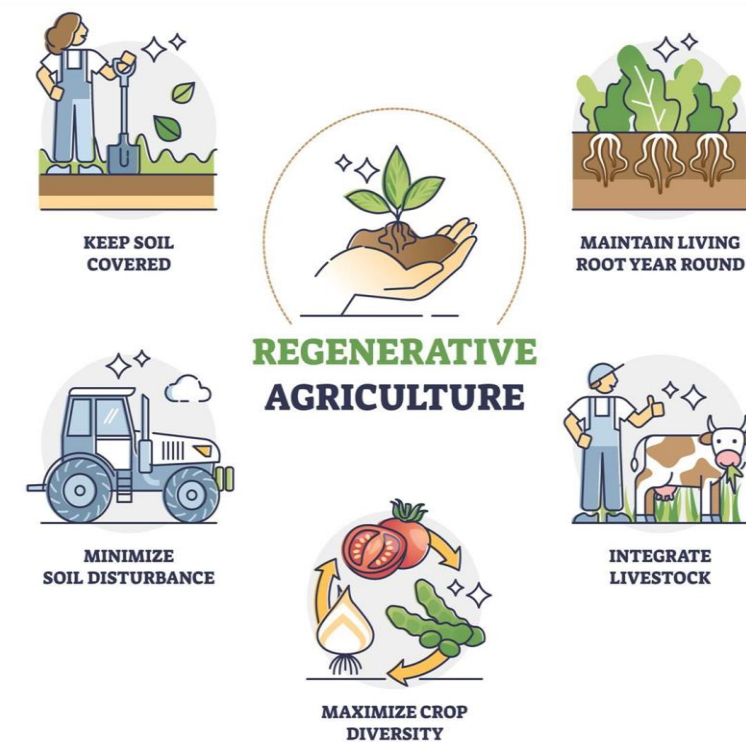 KEEP SOIL
COVERED
MAINTAIN LIVING
ROOT YEAR ROUND
REGENERATIVE
AGRICULTURE
MINIMIZE
SOIL DISTURBANCE
INTEGRATE
LIVESTOCK
MAXIMIZE CROP
DIVERSITY